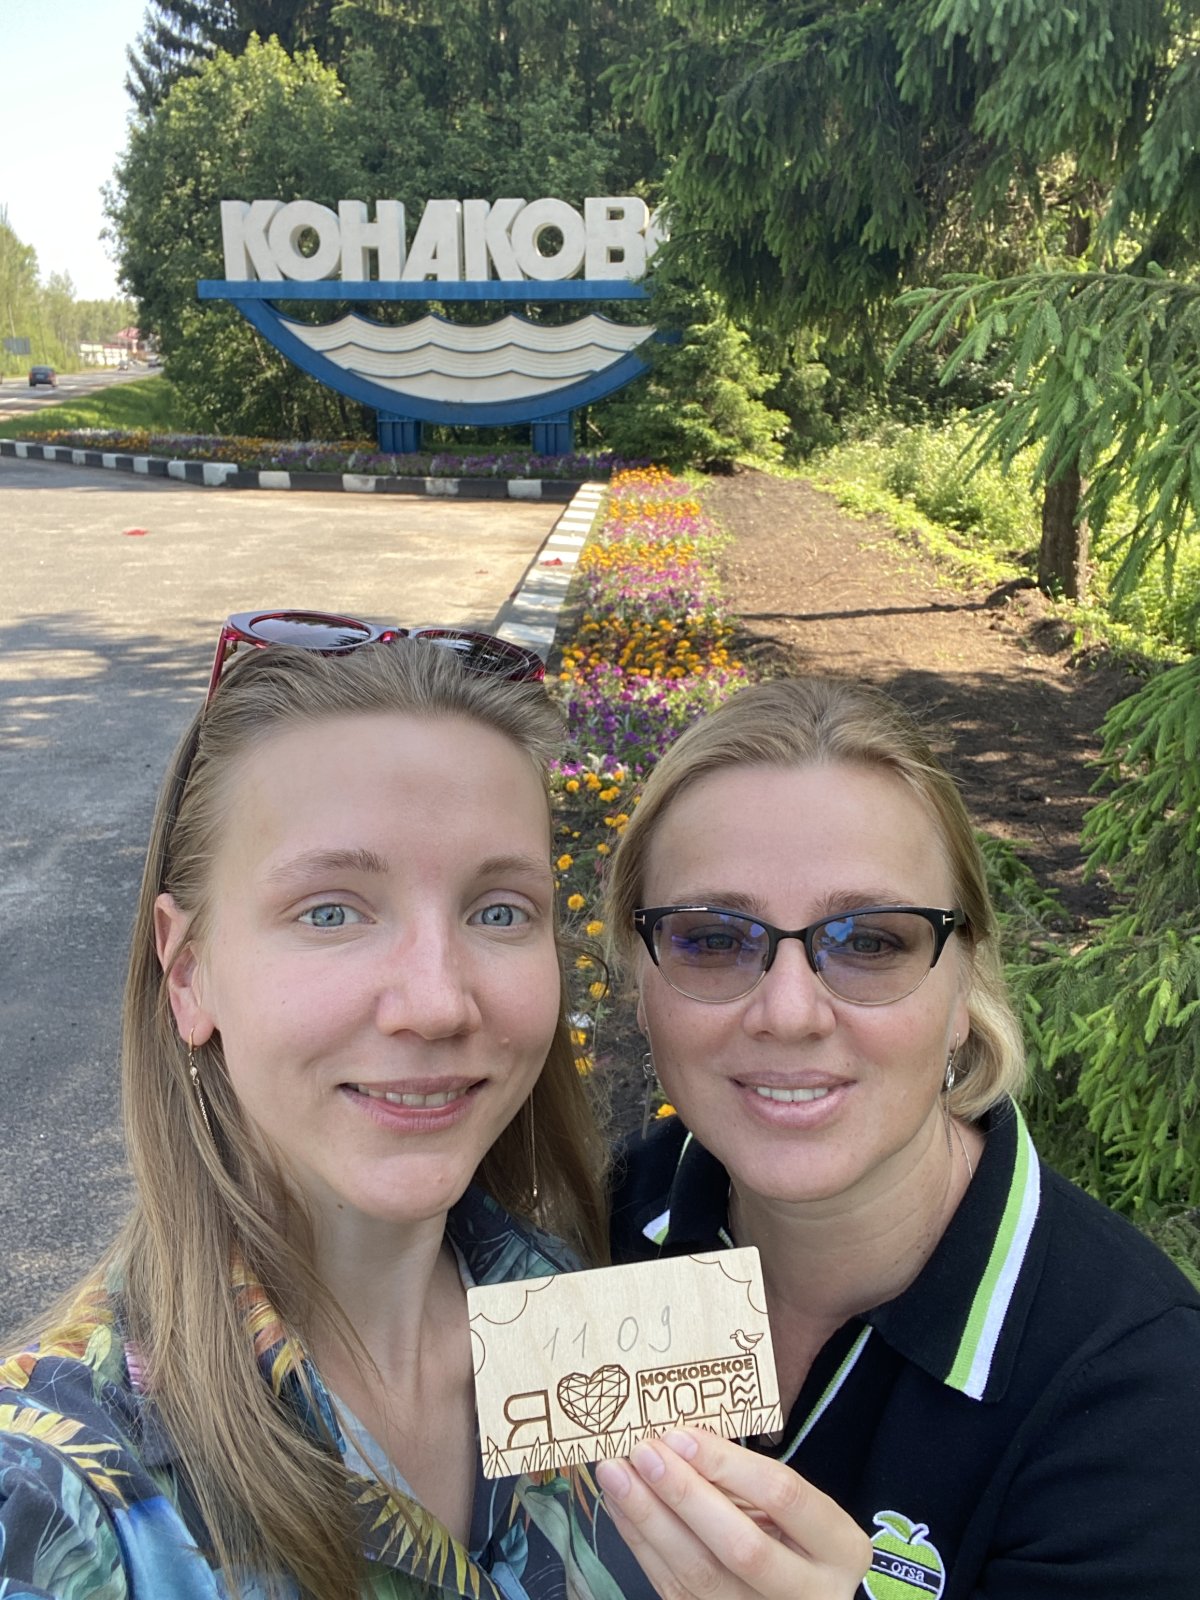 КОНАКОВ
11 09
Я МОСКОВСКОЕ
МОРЕ
- orsa